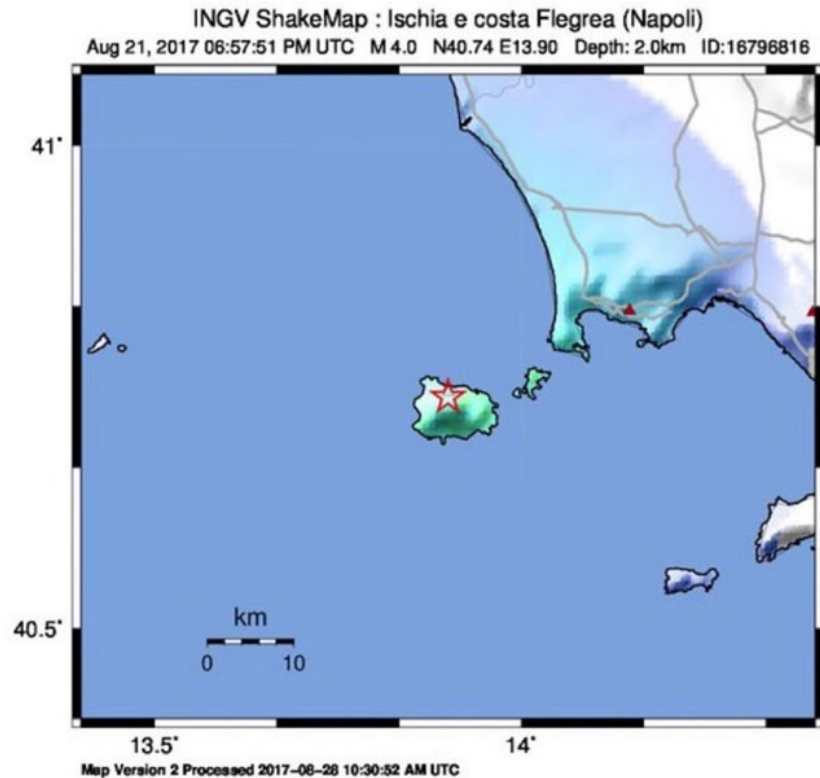 INGV ShakeMap : Ischia e costa Flegrea (Napoli)
Aug 21, 2017 06:57:51 PM UTC M 4.0 N40.74 E13.90 Depth: 2.0km ID:16796816
41°
40.5°
km
0 10
13.5° 14°
Map Version 2 Processed 2017-08-28 10:30:52 AM UTC